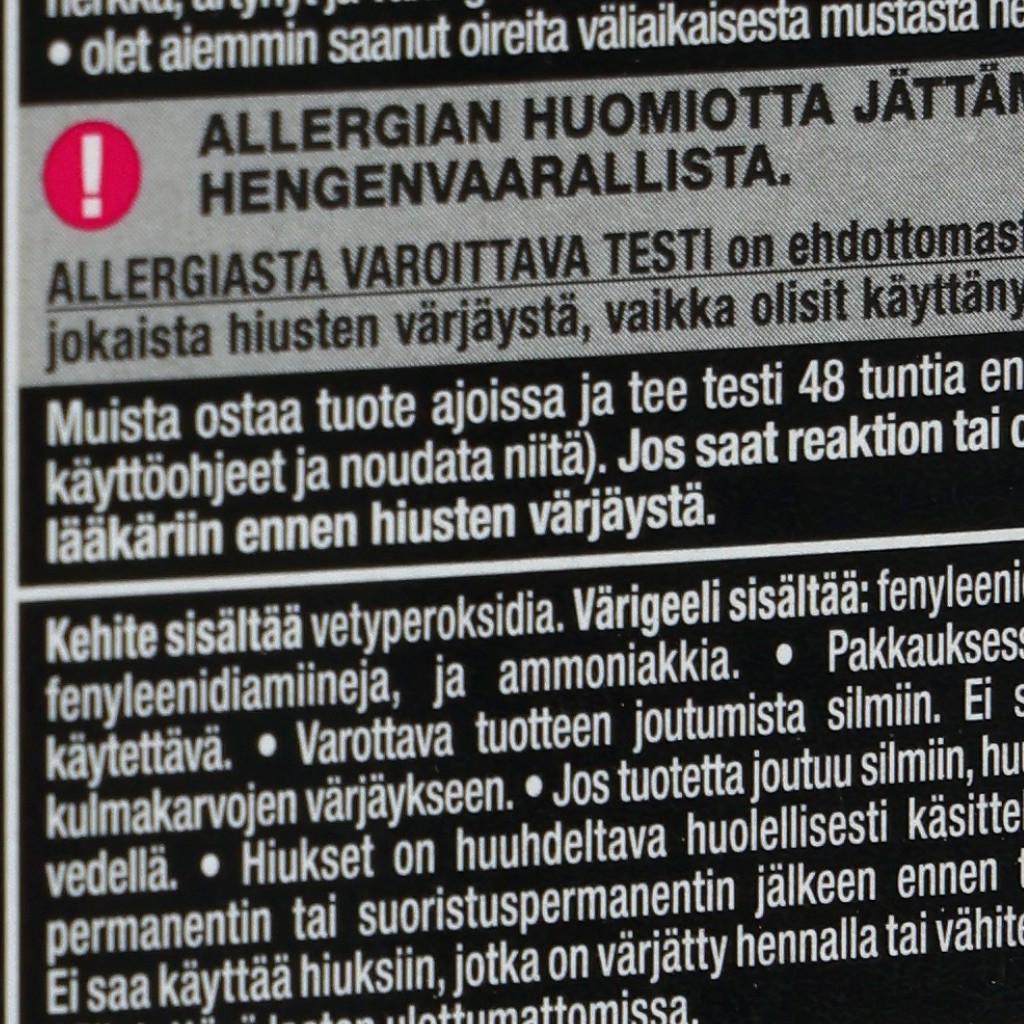 • olet aiemmin saanut oireita väliaikaisesta mustasta
!
ALLERGIAN HUOMIOTTA
HENGENVAARALLISTA.
ALLERGIASTA VAROITTAVA TESTI on
jokaista hiusten värjäystä, vaikka olisit
Muista ostaa tuote ajoissa ja tee testi 48 tuntia
käyttöohjeet ja noudata niitä). Jos saat reaktion tai
lääkäriin ennen hiusten värjäystä.
Kehite sisältää vetyperoksidia. Värigeeli sisältää:
fenyleenidiamiineja, ja ammoniakkia. •
käytettävä. • Varottava tuotteen joutumista silmiin. Ei
kulmakarvojen värjäykseen. • Jos tuotetta joutuu silmiin,
vedellä. • Hiukset on huuhdeltava huolellisesti
permanentin tai suoristuspermanentin jälkeen ennen
Ei saa käyttää hiuksiin, jotka on värjätty hennalla tai
ulottumattomissa.